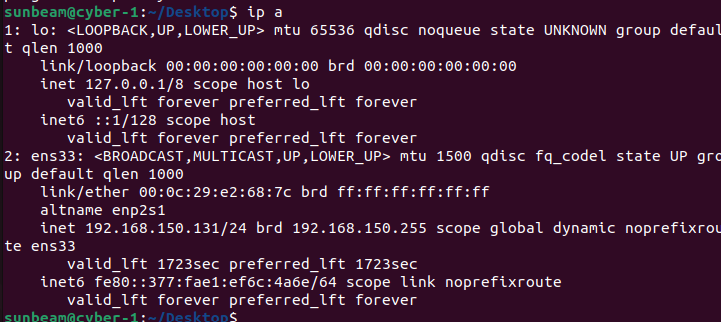 sunbeam@cyber-1:~/Desktop$ ip a
1: lo: <LOOPBACK,UP,LOWER_UP> mtu 65536 qdisc noqueue state UNKNOWN group defaul
t qlen 1000
    link/loopback 00:00:00:00:00:00 brd 00:00:00:00:00:00
    inet 127.0.0.1/8 scope host lo
       valid_lft forever preferred_lft forever
    inet6 ::1/128 scope host
       valid_lft forever preferred_lft forever
2: ens33: <BROADCAST,MULTICAST,UP,LOWER_UP> mtu 1500 qdisc fq_codel state UP gro
up default qlen 1000
    link/ether 00:0c:29:e2:68:7c brd ff:ff:ff:ff:ff:ff
    altname enp2s1
    inet 192.168.150.131/24 brd 192.168.150.255 scope global dynamic noprefixrou
te ens33
       valid_lft 1723sec preferred_lft 1723sec
    inet6 fe80::377:fae1:ef6c:4a6e/64 scope link noprefixroute
       valid_lft forever preferred_lft forever
sunbeam@cyber-1:~/Desktop$